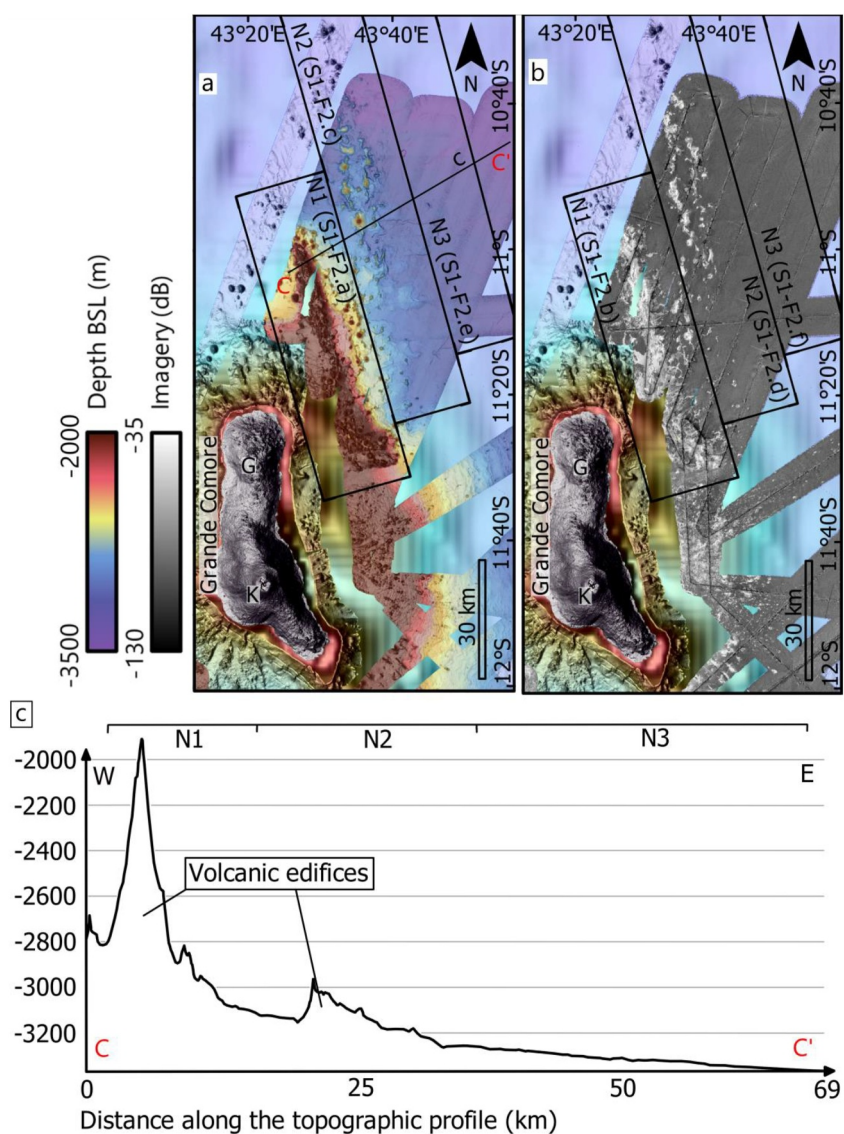 43°20'E
43°40'E
a
N
N2 (S1-F2.c)
N1 (S1-F2.a)
N3 (S1-F2.e)
C
C'
c
10°40'S
11°S
11°20'S
11°40'S
12°S
Grande Comore
G
K
30 km
43°20'E
43°40'E
b
N
N1 (S1-F2.b)
N3 (S1-F2.f)
N2 (S1-F2.d)
10°40'S
11°S
11°20'S
11°40'S
12°S
Grande Comore
G
K
30 km
Depth BSL (m)
-2000
-3500
Imagery (dB)
-35
-130
c
N1
N2
N3
W
E
-2000
-2200
-2400
-2600
-2800
-3000
-3200
Volcanic edifices
C
C'
0
25
50
69
Distance along the topographic profile (km)